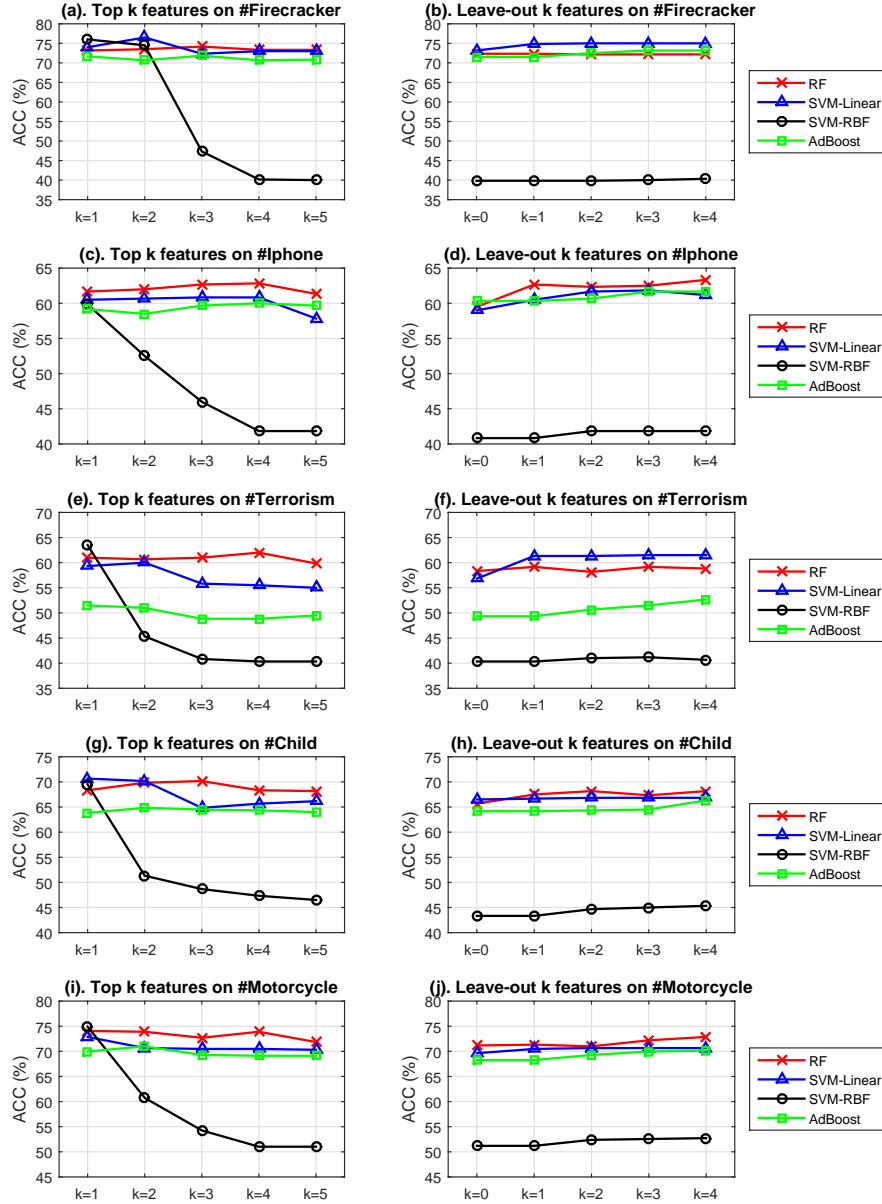 (a). Top k features on #Firecracker
ACC (%)
80
75
70
65
60
55
50
45
40
35
k=1 k=2 k=3 k=4 k=5
(b). Leave-out k features on #Firecracker
80
75
70
65
60
55
50
45
40
35
k=0 k=1 k=2 k=3 k=4
RF
SVM-Linear
SVM-RBF
AdBoost
(c). Top k features on #Iphone
ACC (%)
65
60
55
50
45
40
k=1 k=2 k=3 k=4 k=5
(d). Leave-out k features on #Iphone
ACC (%)
65
60
55
50
45
40
k=0 k=1 k=2 k=3 k=4
RF
SVM-Linear
SVM-RBF
AdBoost
(e). Top k features on #Terrorism
ACC (%)
70
65
60
55
50
45
40
35
k=1 k=2 k=3 k=4 k=5
(f). Leave-out k features on #Terrorism
ACC (%)
70
65
60
55
50
45
40
35
k=0 k=1 k=2 k=3 k=4
RF
SVM-Linear
SVM-RBF
AdBoost
(g). Top k features on #Child
ACC (%)
75
70
65
60
55
50
45
40
k=1 k=2 k=3 k=4 k=5
(h). Leave-out k features on #Child
ACC (%)
75
70
65
60
55
50
45
40
k=0 k=1 k=2 k=3 k=4
RF
SVM-Linear
SVM-RBF
AdBoost
(i). Top k features on #Motorcycle
ACC (%)
80
75
70
65
60
55
50
45
k=1 k=2 k=3 k=4 k=5
(j). Leave-out k features on #Motorcycle
ACC (%)
80
75
70
65
60
55
50
45
k=0 k=1 k=2 k=3 k=4
RF
SVM-Linear
SVM-RBF
AdBoost